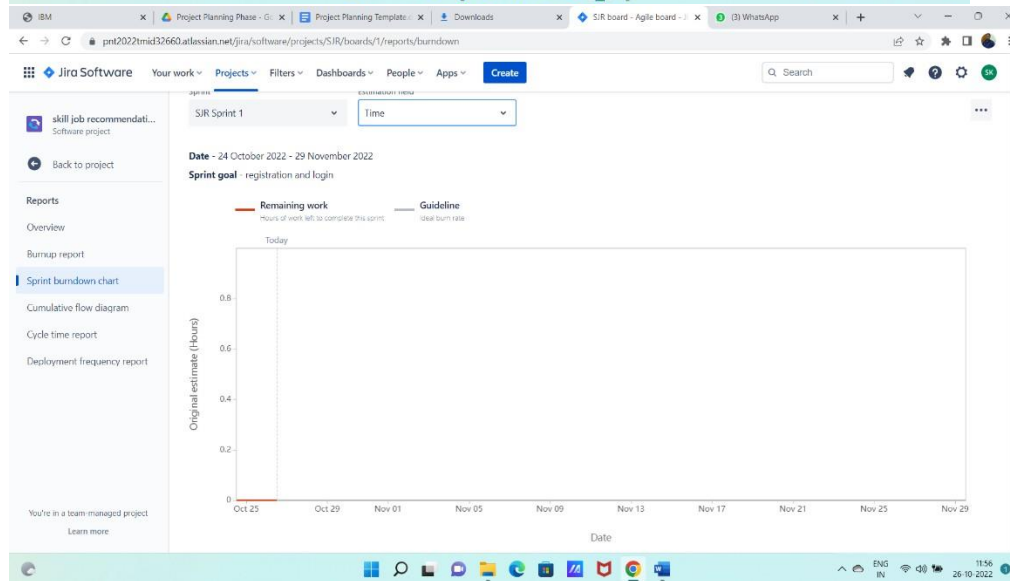 IBM
Project Planning Phase - G
Project Planning Template
Downloads
SJR board - Agile board - J
(3) WhatsApp
pnt2022tmid32660.atlassian.net/jira/software/projects/SJR/boards/1/reports/burndown
Jira Software Your work Projects Filters Dashboards People Apps Create Search SK
Sprint Estimation field
skill job recommendati...
Software project
SJR Sprint 1 Time
Back to project
Date - 24 October 2022 - 29 November 2022
Sprint goal - registration and login
Reports
Overview
Burnup report
Sprint burndown chart
Cumulative flow diagram
Cycle time report
Deployment frequency report
You're in a team-managed project
Learn more
Remaining work
Hours of work left to complete this sprint
Guideline
Ideal burn rate
Today
Original estimate (Hours)
0.8
0.6
0.4
0.2
0
Oct 25 Oct 29 Nov 01 Nov 05 Nov 09 Nov 13 Nov 17 Nov 21 Nov 25 Nov 29
Date
ENG
IN
11:56
26-10-2022